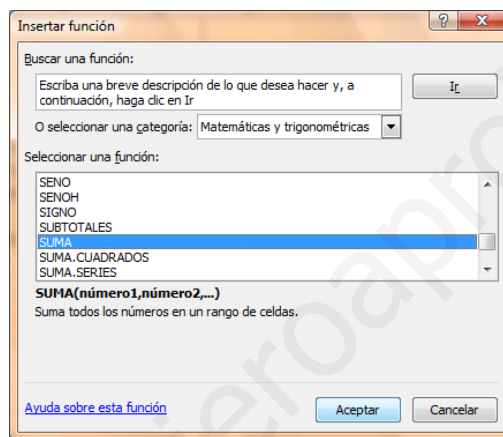 Insertar función
Buscar una función:
Escriba una breve descripción de lo que desea hacer y, a
continuación, haga clic en Ir
Ir
O seleccionar una categoría: Matemáticas y trigonométricas
Seleccionar una función:
SENO
SENOH
SIGNO
SUBTOTALES
SUMA
SUMA.CUADRADOS
SUMA.SERIES
SUMA(número1,número2,...)
Suma todos los números en un rango de celdas.
Ayuda sobre esta función
Aceptar
Cancelar